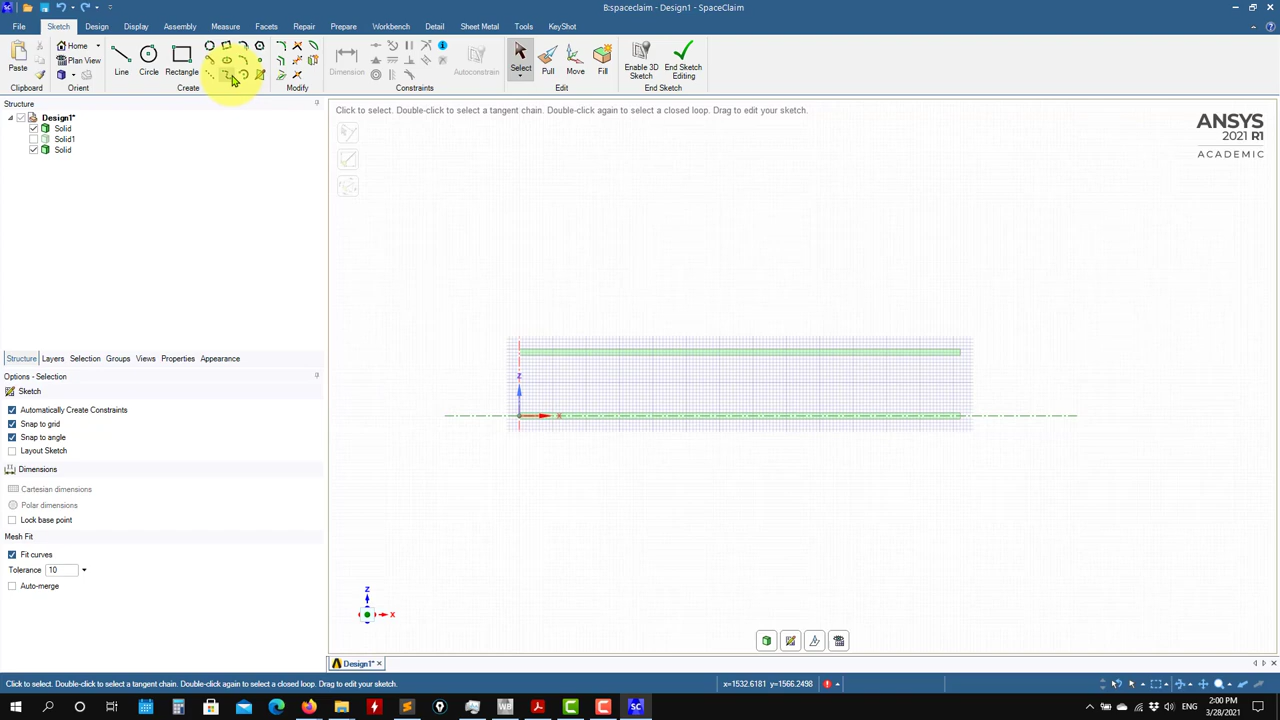 B:spaceclaim - Design1 - SpaceClaim
File Sketch Design Display Assembly Measure Facets Repair Prepare Workbench Detail Sheet Metal Tools KeyShot
Paste
Home
Plan View
Line Circle Rectangle
Dimension
Autoconstrain
Select Pull Move Fill
Enable 3D Sketch
End Sketch Editing
Clipboard Orient Create Modify Constraints Edit End Sketch
Structure
Design1*
Solid
Solid1
Solid
Click to select. Double-click to select a tangent chain. Double-click again to select a closed loop. Drag to edit your sketch.
ANSYS
2021 R1
ACADEMIC
Z
Structure Layers Selection Groups Views Properties Appearance
Options - Selection
Sketch
Automatically Create Constraints
Snap to grid
Snap to angle
Layout Sketch
Dimensions
Cartesian dimensions
Polar dimensions
Lock base point
Mesh Fit
Fit curves
Tolerance 10
Auto-merge
Z
X
Design1*
Click to select. Double-click to select a tangent chain. Double-click again to select a closed loop. Drag to edit your sketch.
x=1532.6181 y=1566.2498
WB
SC
ENG
2:00 PM
3/28/2021